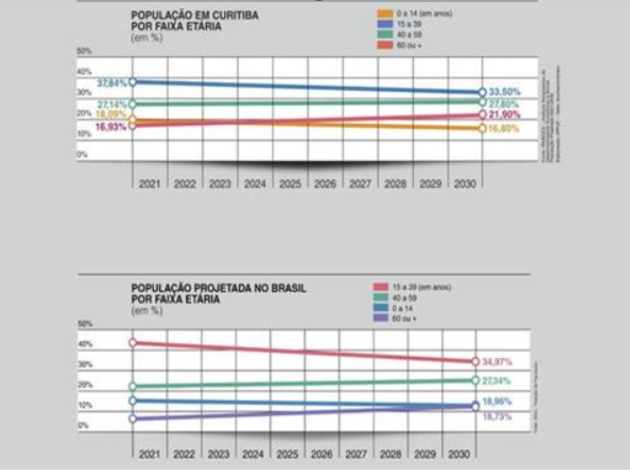 POPULAÇÃO EM CURITIBA
POR FAIXA ETÁRIA
(em %)
0 a 14 (em anos)
15 a 39
40 a 59
60 ou +
50%
40%
30%
20%
10%
0%
37,84%
27,14%
18,09%
16,93%
33,50%
27,80%
21,90%
16,80%
2021 2022 2023 2024 2025 2026 2027 2028 2029 2030
POPULAÇÃO PROJETADA NO BRASIL
POR FAIXA ETÁRIA
(em %)
15 a 39 (em anos)
40 a 59
0 a 14
60 ou +
50%
40%
30%
20%
10%
0%
34,97%
27,34%
18,96%
18,73%
2021 2022 2023 2024 2025 2026 2027 2028 2029 2030